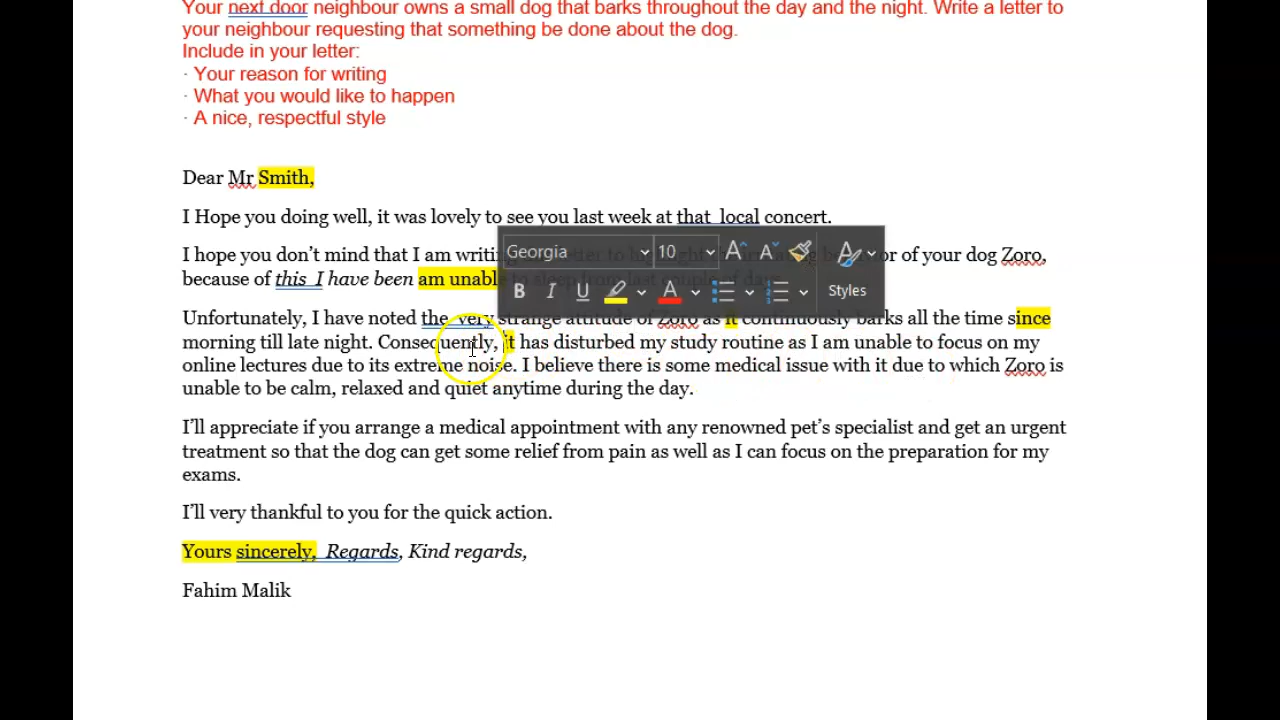 Your next door neighbour owns a small dog that barks throughout the day and the night. Write a letter to
your neighbour requesting that something be done about the dog.
Include in your letter:
· Your reason for writing
· What you would like to happen
· A nice, respectful style
Dear Mr Smith,
I Hope you doing well, it was lovely to see you last week at that local concert.
I hope you don't mind that I am writing or of your dog Zoro,
because of this I have been am unable to sleep from last couple of days
Georgia 10
B I U Styles
Unfortunately, I have noted the very strange attitude of Zoro as it continuously barks all the time since
morning till late night. Consequently, it has disturbed my study routine as I am unable to focus on my
online lectures due to its extreme noise. I believe there is some medical issue with it due to which Zoro is
unable to be calm, relaxed and quiet anytime during the day.
I'll appreciate if you arrange a medical appointment with any renowned pet's specialist and get an urgent
treatment so that the dog can get some relief from pain as well as I can focus on the preparation for my
exams.
I'll very thankful to you for the quick action.
Yours sincerely, Regards, Kind regards,
Fahim Malik